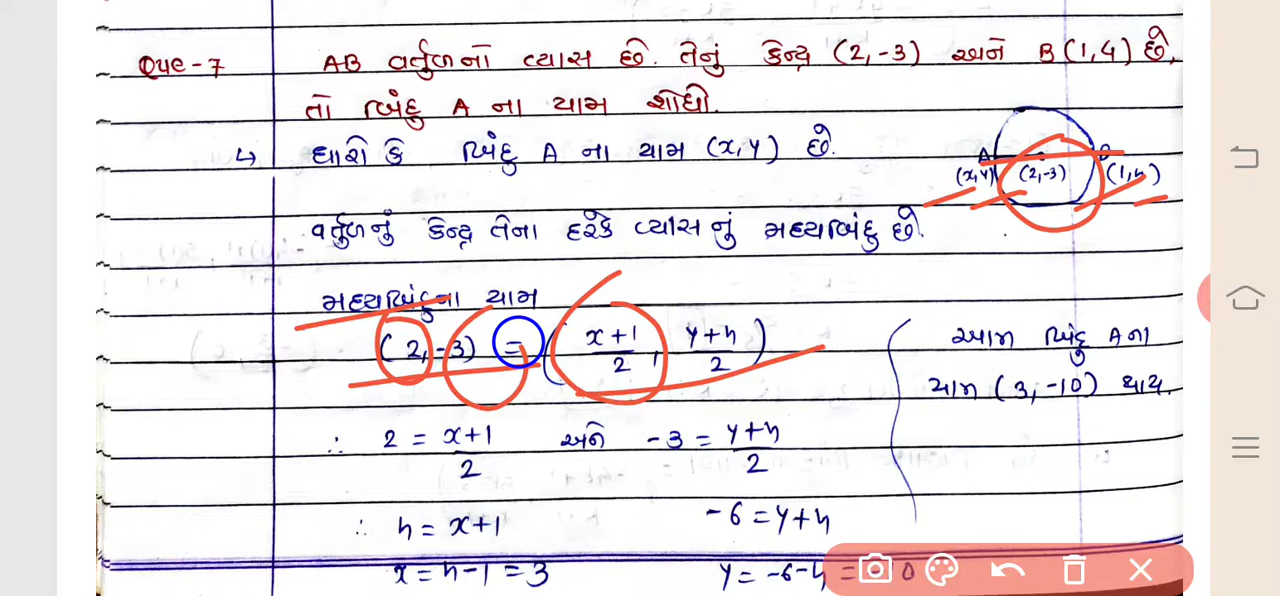 Que-7 AB વર્તુળનો વ્યાસ છે. તેનું કેન્દ્ર (2,-3) અને B(1,4) છે,
તો બિંદુ A ના યામ શોધો.
↳ ધારો કે બિંદુ A ના યામ (x,y) છે.
A
(x,y) (2,-3) (1,4)
વર્તુળનું કેન્દ્ર તેના દરેક વ્યાસનું મધ્યબિંદુ છે.
મધ્યબિંદુના યામ
(2,-3) = (x+1/2, y+4/2)
આમ બિંદુ A ના
યામ (3,-10) થાય
∴ 2 = x+1/2 અને -3 = y+4/2
∴ 4 = x+1 -6 = y+4
x = 4-1 = 3 y = -6-4 =